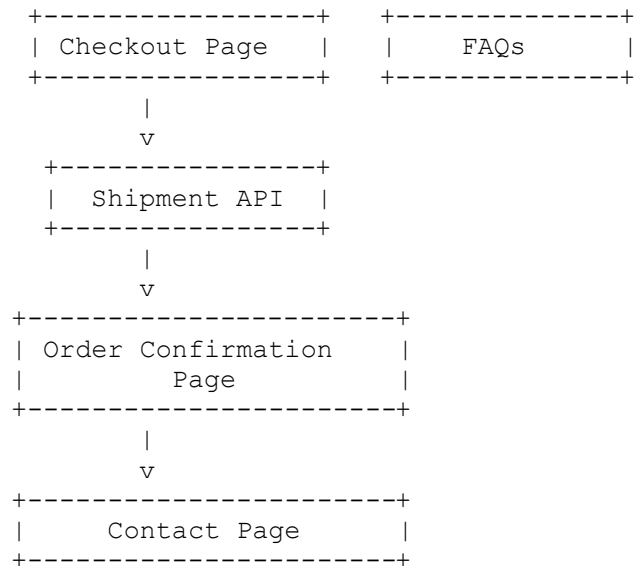 Checkout Page FAQs
Shipment API
Order Confirmation
Page
Contact Page